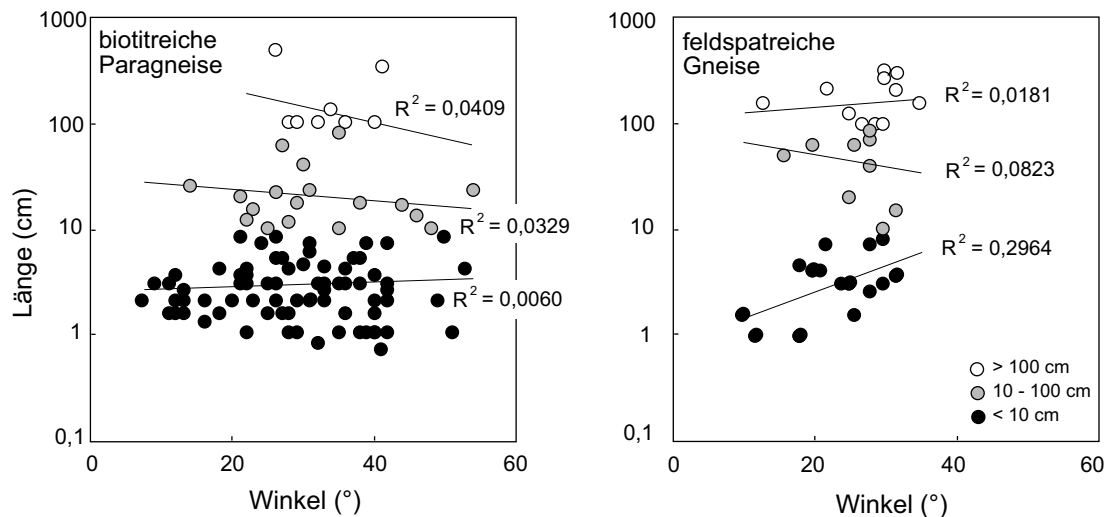 1000
100
10
1
0,1
Länge (cm)
biotitreiche
Paragneise
R² = 0,0409
R² = 0,0329
R² = 0,0060
0 20 40 60
Winkel (°)
1000
100
10
1
0,1
feldspatreiche
Gneise
R² = 0,0181
R² = 0,0823
R² = 0,2964
> 100 cm
10 - 100 cm
< 10 cm
0 20 40 60
Winkel (°)